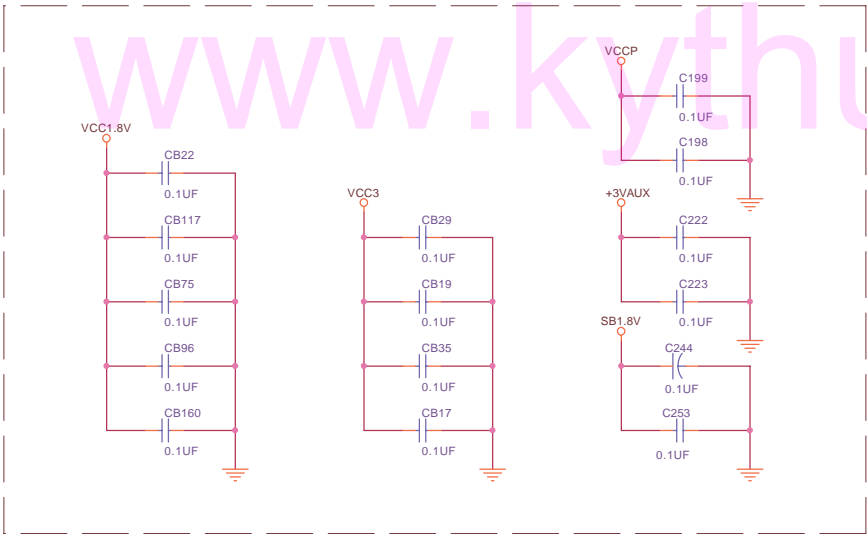 www.kythu
VCC1.8V
CB22
0.1UF
CB117
0.1UF
CB75
0.1UF
CB96
0.1UF
CB160
0.1UF
VCC3
CB29
0.1UF
CB19
0.1UF
CB35
0.1UF
CB17
0.1UF
VCCP
C199
0.1UF
C198
0.1UF
+3VAUX
C222
0.1UF
C223
0.1UF
SB1.8V
C244
0.1UF
C253
0.1UF